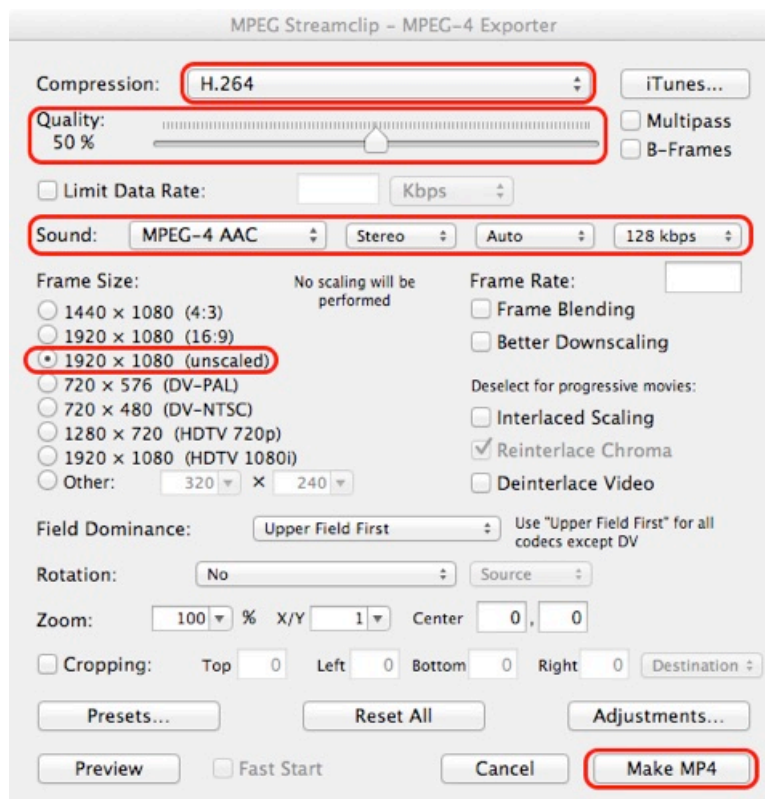 MPEG Streamclip – MPEG-4 Exporter
Compression: H.264 iTunes...
Quality: Multipass
50 % B-Frames
Limit Data Rate: Kbps
Sound: MPEG-4 AAC Stereo Auto 128 kbps
Frame Size: No scaling will be performed Frame Rate:
1440 × 1080 (4:3) Frame Blending
1920 × 1080 (16:9) Better Downscaling
1920 × 1080 (unscaled)
720 × 576 (DV-PAL) Deselect for progressive movies:
720 × 480 (DV-NTSC) Interlaced Scaling
1280 × 720 (HDTV 720p) Reinterlace Chroma
1920 × 1080 (HDTV 1080i)
Other: 320 × 240 Deinterlace Video
Field Dominance: Upper Field First Use "Upper Field First" for all codecs except DV
Rotation: No Source
Zoom: 100 % X/Y 1 Center 0 , 0
Cropping: Top 0 Left 0 Bottom 0 Right 0 Destination
Presets... Reset All Adjustments...
Preview Fast Start Cancel Make MP4